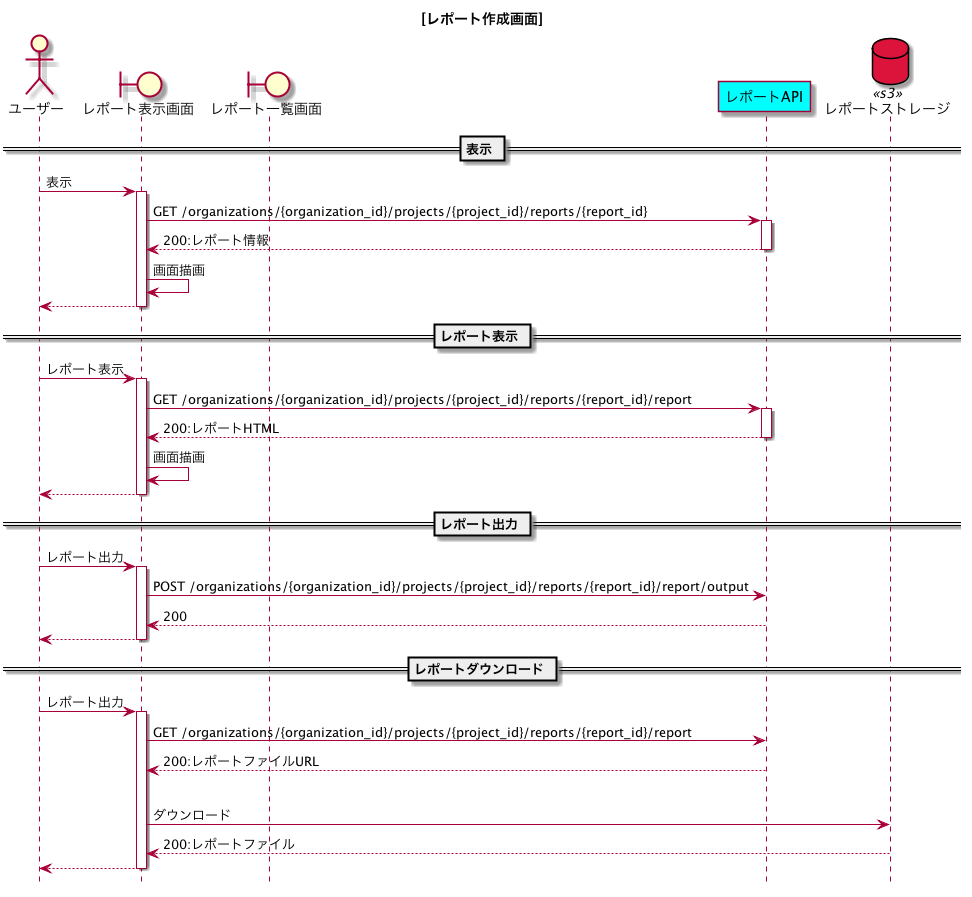 [レポート作成画面]
ユーザー
レポート表示画面
レポート一覧画面
レポートAPI
«s3»
レポートストレージ
表示
表示
GET /organizations/{organization_id}/projects/{project_id}/reports/{report_id}
200:レポート情報
画面描画
レポート表示
レポート表示
GET /organizations/{organization_id}/projects/{project_id}/reports/{report_id}/report
200:レポートHTML
画面描画
レポート出力
レポート出力
POST /organizations/{organization_id}/projects/{project_id}/reports/{report_id}/report/output
200
レポートダウンロード
レポート出力
GET /organizations/{organization_id}/projects/{project_id}/reports/{report_id}/report
200:レポートファイルURL
ダウンロード
200:レポートファイル